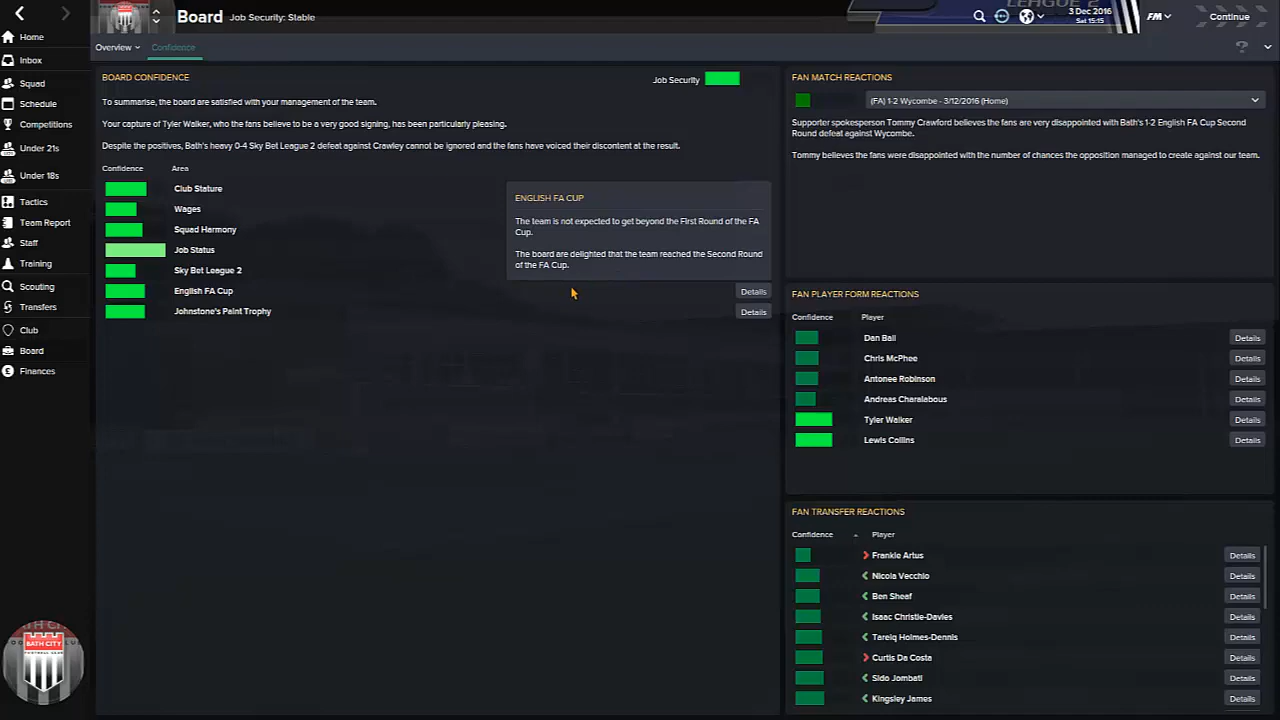 Board
Job Security: Stable
LEAGUE 2
3 Dec 2016
Sat 15:15
FM
Continue
Home
Inbox
Squad
Schedule
Competitions
Under 21s
Under 18s
Tactics
Team Report
Staff
Training
Scouting
Transfers
Club
Board
Finances
Overview
Confidence
BOARD CONFIDENCE
Job Security
To summarise, the board are satisfied with your management of the team.
Your capture of Tyler Walker, who the fans believe to be a very good signing, has been particularly pleasing.
Despite the positives, Bath's heavy 0-4 Sky Bet League 2 defeat against Crawley cannot be ignored and the fans have voiced their discontent at the result.
Confidence Area
Club Stature
Wages
Squad Harmony
Job Status
Sky Bet League 2
English FA Cup Details
Johnstone's Paint Trophy Details
ENGLISH FA CUP
The team is not expected to get beyond the First Round of the FA
Cup.
The board are delighted that the team reached the Second Round
of the FA Cup.
FAN MATCH REACTIONS
(FA) 1-2 Wycombe - 3/12/2016 (Home)
Supporter spokesperson Tommy Crawford believes the fans are very disappointed with Bath's 1-2 English FA Cup Second
Round defeat against Wycombe.
Tommy believes the fans were disappointed with the number of chances the opposition managed to create against our team.
FAN PLAYER FORM REACTIONS
Confidence Player
Dan Ball Details
Chris McPhee Details
Antonee Robinson Details
Andreas Charalabous Details
Tyler Walker Details
Lewis Collins Details
FAN TRANSFER REACTIONS
Confidence Player
Frankie Artus Details
Nicola Vecchio Details
Ben Sheaf Details
Isaac Christie-Davies Details
Tareiq Holmes-Dennis Details
Curtis Da Costa Details
Sido Jombati Details
Kingsley James Details
BATH CITY
FOOTBALL CLUB